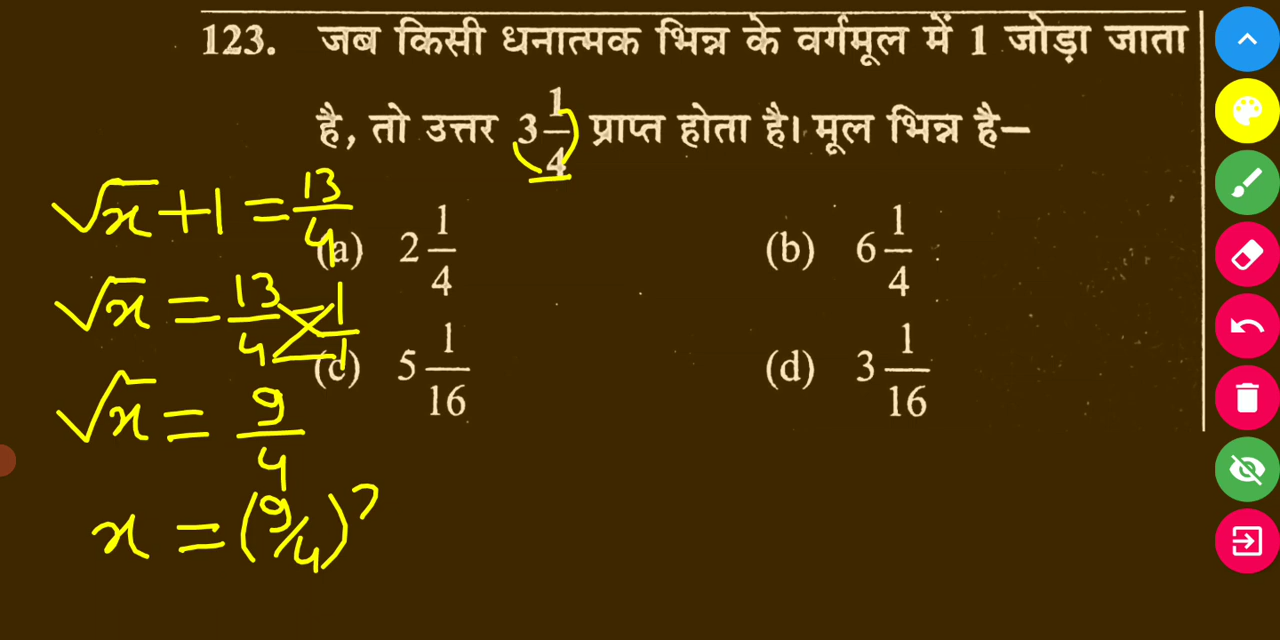 123. जब किसी धनात्मक भिन्न के वर्गमूल में 1 जोड़ा जाता
है, तो उत्तर 3 1/4 प्राप्त होता है। मूल भिन्न है–
(a) 2 1/4 (b) 6 1/4
(c) 5 1/16 (d) 3 1/16
√x + 1 = 13/4
√x = 13/4 - 1/1
√x = 9/4
x = (9/4)²